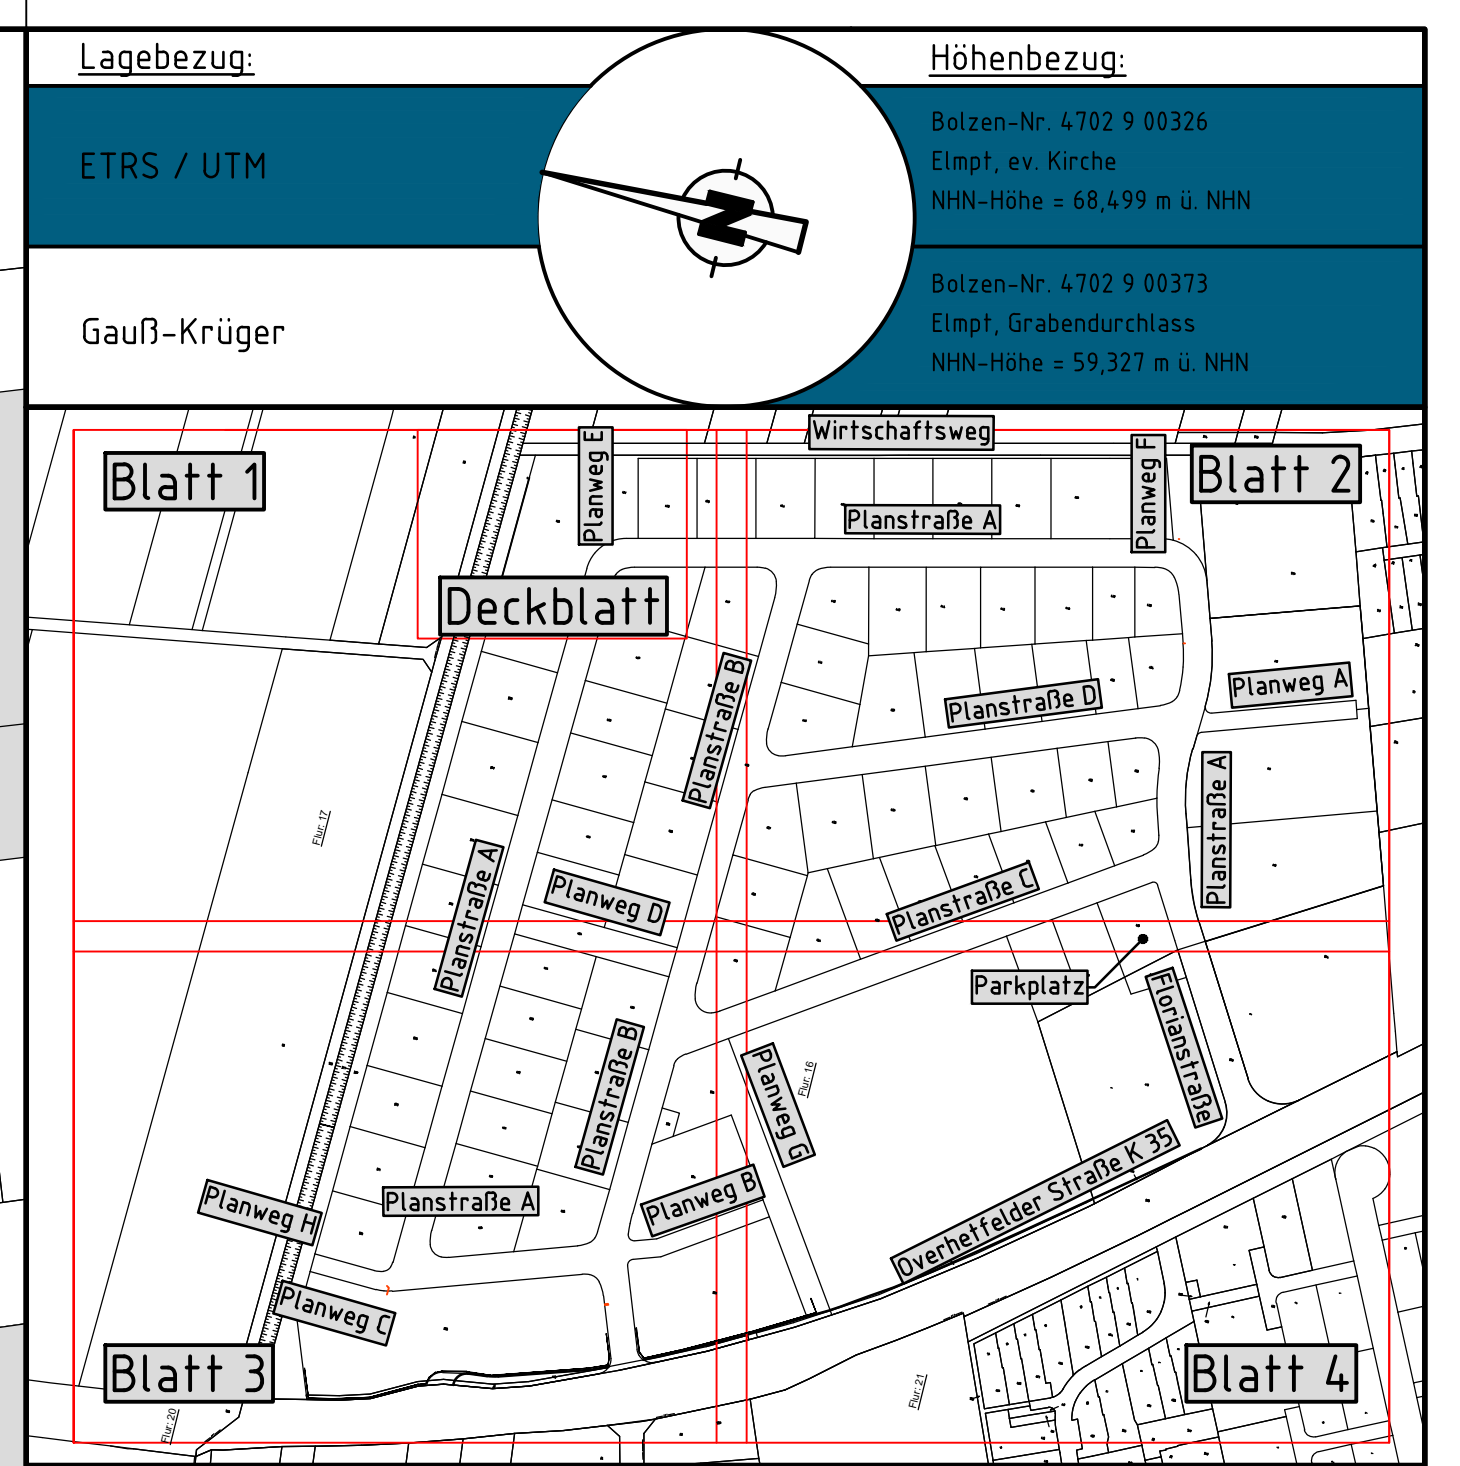 Lagebezug:
Höhenbezug:
ETRS / UTM
Bolzen-Nr. 4702 9 00326
Elmpt, ev. Kirche
NHN-Höhe = 68,499 m ü. NHN
N
Gauß-Krüger
Bolzen-Nr. 4702 9 00373
Elmpt, Grabendurchlass
NHN-Höhe = 59,327 m ü. NHN
Wirtschaftsweg
Planweg E
Planweg F
Blatt 1
Blatt 2
Planstraße A
Deckblatt
Planstraße B
Planstraße D
Planweg A
Planstraße A
Flur: 17
Planstraße A
Planweg D
Planstraße C
Parkplatz
Florianstraße
Planstraße B
Planweg G
Flur: 16
Overhetfelder Straße K 35
Planweg H
Planstraße A
Planweg B
Planweg C
Blatt 3
Blatt 4
Flur: 20
Flur: 21